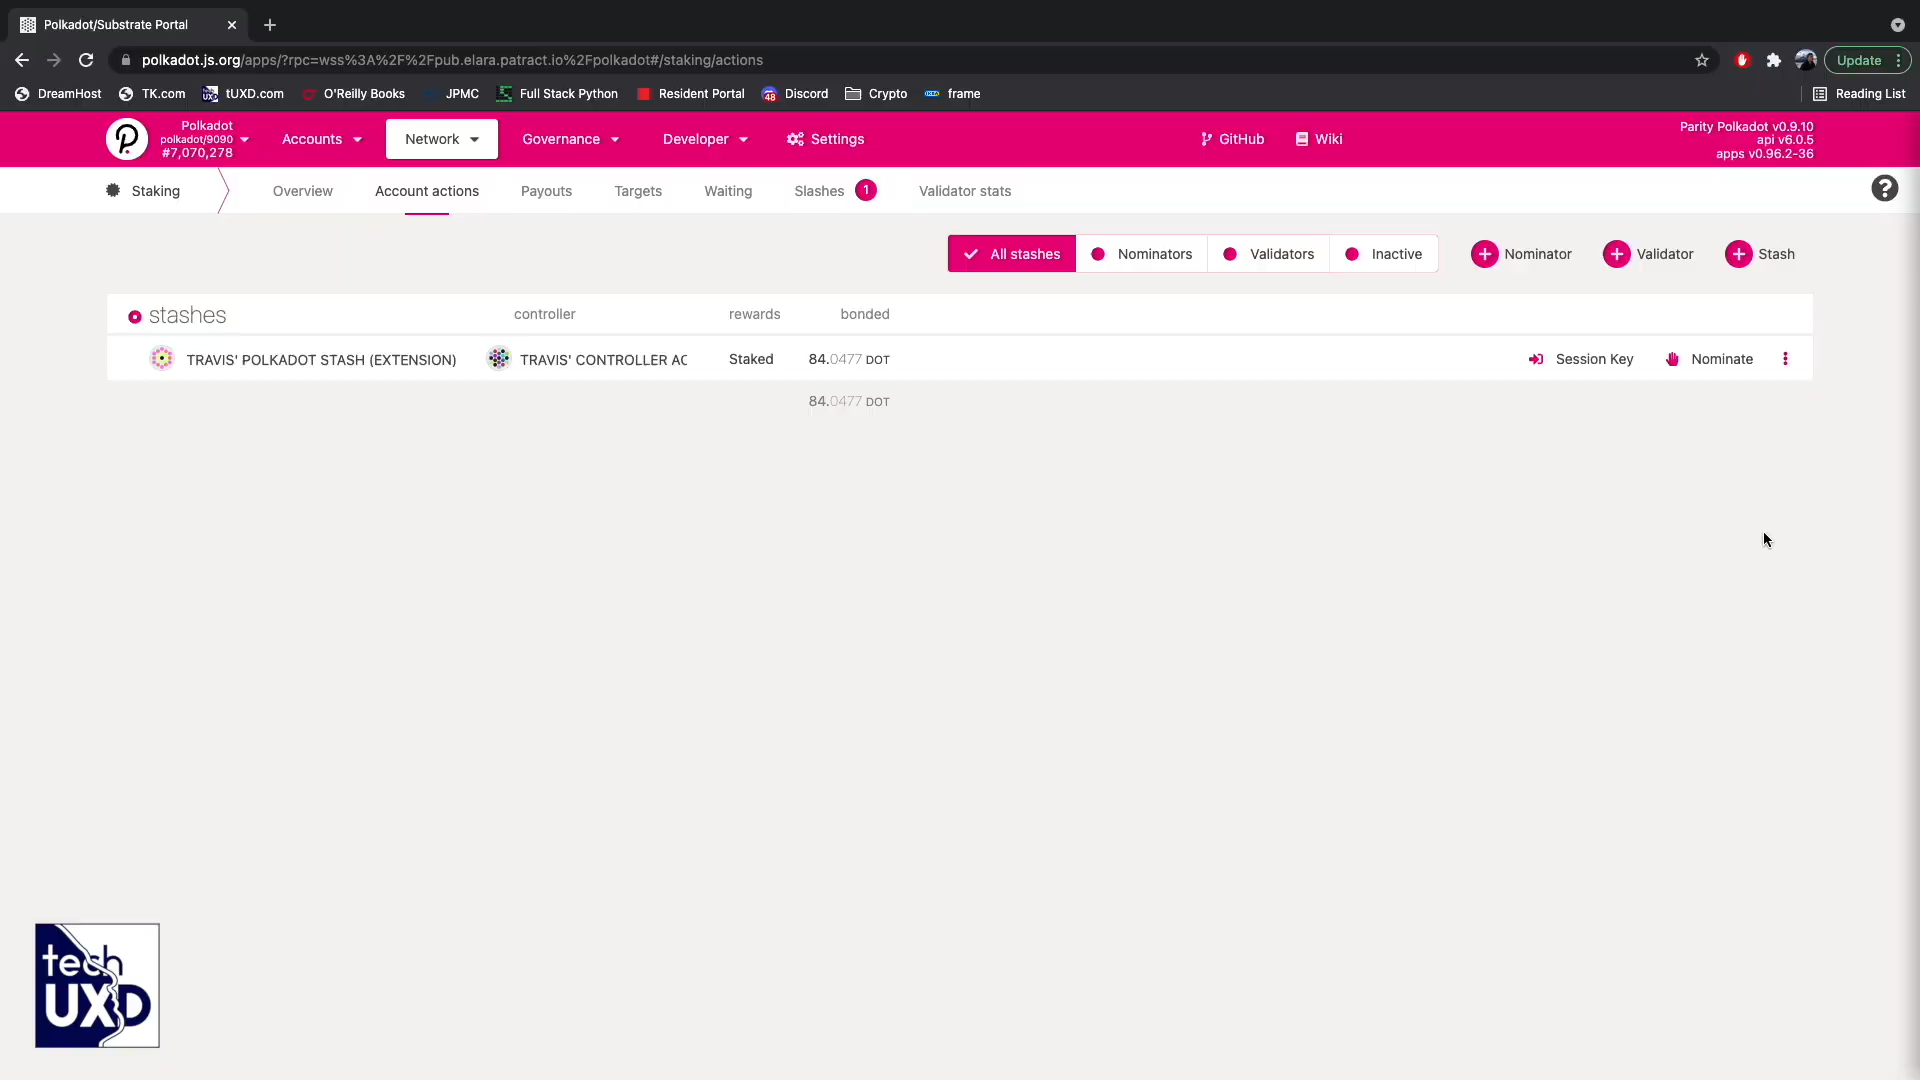 Polkadot/Substrate Portal
polkadot.js.org/apps/?rpc=wss%3A%2F%2Fpub.elara.patract.io%2Fpolkadot#/staking/actions
Update
DreamHost TK.com tUXD.com O'Reilly Books JPMC Full Stack Python Resident Portal 48 Discord Crypto frame Reading List
Polkadot
polkadot/9090
#7,070,278
Accounts Network Governance Developer Settings GitHub Wiki
Parity Polkadot v0.9.10
api v6.0.5
apps v0.96.2-36
Staking Overview Account actions Payouts Targets Waiting Slashes 1 Validator stats ?
All stashes Nominators Validators Inactive Nominator Validator Stash
stashes controller rewards bonded
TRAVIS' POLKADOT STASH (EXTENSION) TRAVIS' CONTROLLER AC Staked 84.0477 DOT Session Key Nominate
84.0477 DOT
tech
UXD